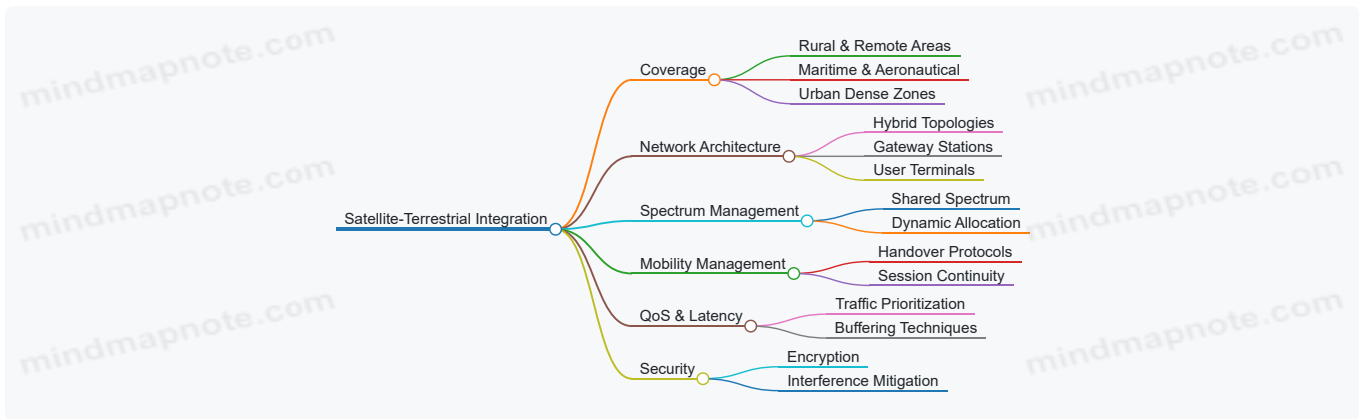 mindmapnote.com
mindmapnote.com
Satellite-Terrestrial Integration
Coverage
Rural & Remote Areas
Maritime & Aeronautical
Urban Dense Zones
Network Architecture
Hybrid Topologies
Gateway Stations
User Terminals
mindmapnote.com
mindmapnote.com
Spectrum Management
Shared Spectrum
Dynamic Allocation
Mobility Management
Handover Protocols
Session Continuity
QoS & Latency
Traffic Prioritization
Buffering Techniques
mindmapnote.com
mindmapnote.com
Security
Encryption
Interference Mitigation